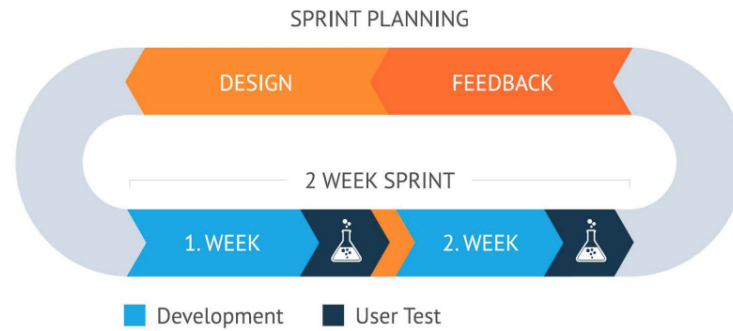 SPRINT PLANNING
DESIGN
FEEDBACK
2 WEEK SPRINT
1. WEEK
2. WEEK
Development
User Test